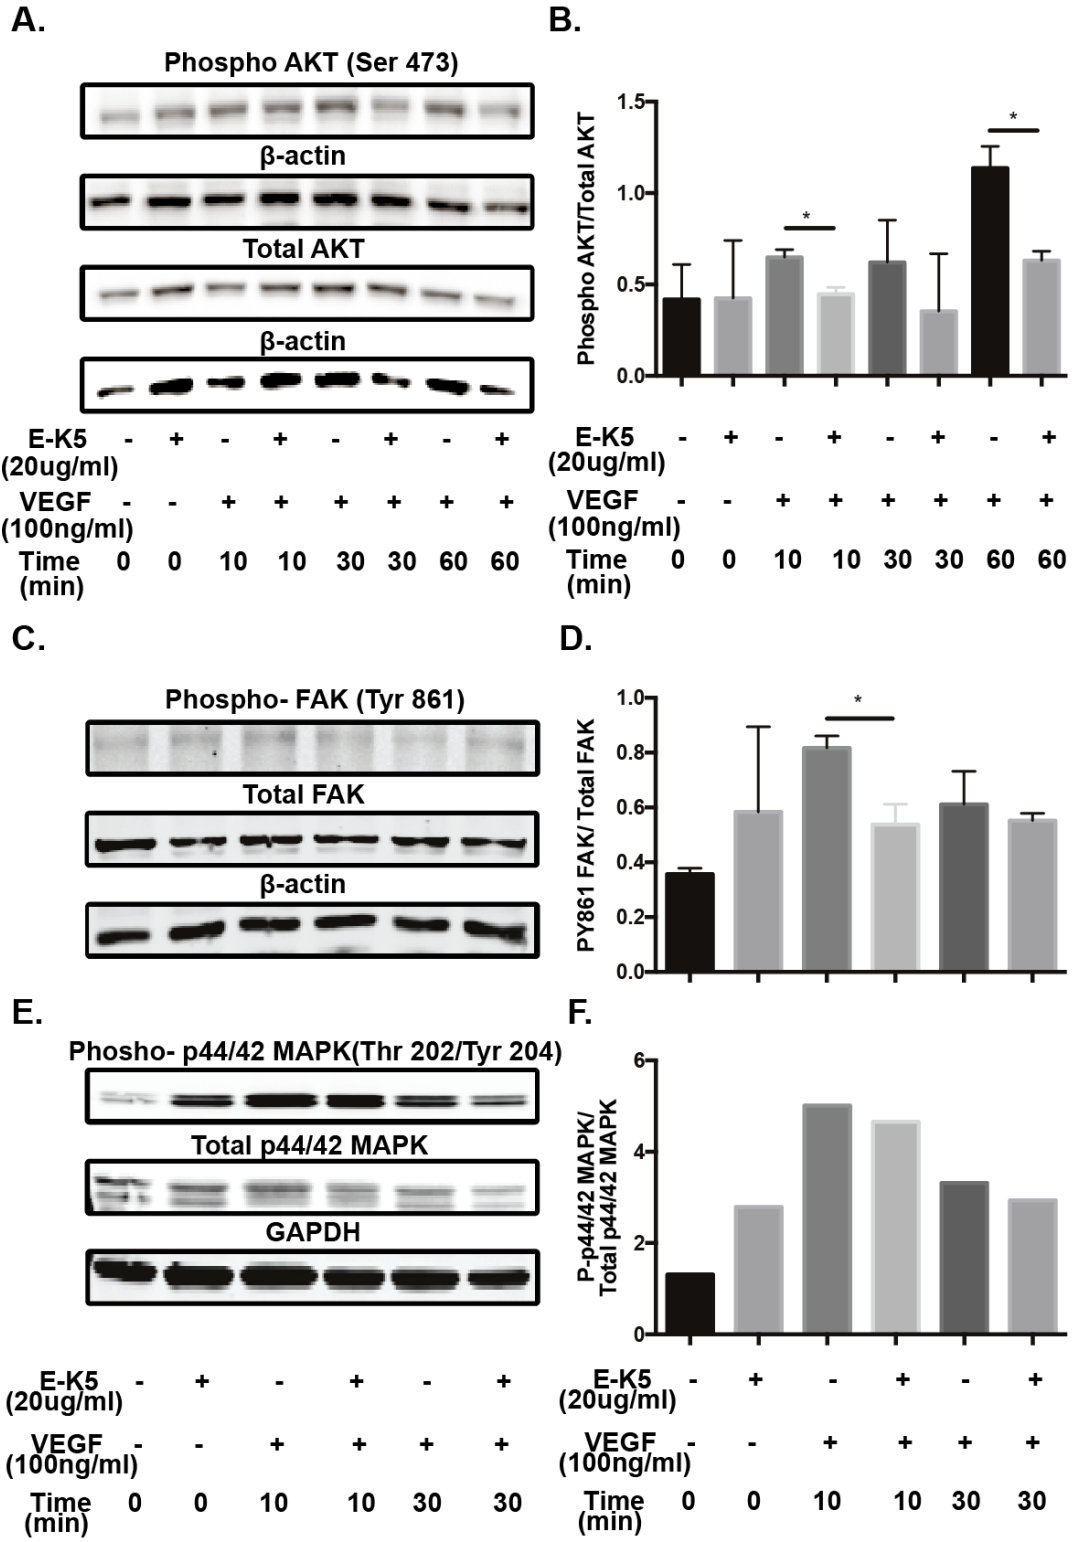 A.
Phospho AKT (Ser 473)
β-actin
Total AKT
β-actin
E-K5 - + - + - + - +
(20ug/ml)
VEGF - - + + + + + +
(100ng/ml)
Time 0 0 10 10 30 30 60 60
(min)
B.
Phospho AKT/Total AKT
1.5
1.0
0.5
0.0
*
*
E-K5 - + - + - + - +
(20ug/ml)
VEGF - - + + + + + +
(100ng/ml)
Time 0 0 10 10 30 30 60 60
(min)
C.
Phospho- FAK (Tyr 861)
Total FAK
β-actin
D.
PY861 FAK/ Total FAK
1.0
0.8
0.6
0.4
0.2
0.0
*
E.
Phosho- p44/42 MAPK(Thr 202/Tyr 204)
Total p44/42 MAPK
GAPDH
E-K5 - + - + - +
(20ug/ml)
VEGF - - + + + +
(100ng/ml)
Time 0 0 10 10 30 30
(min)
F.
P-p44/42 MAPK/
Total p44/42 MAPK
6
4
2
0
E-K5 - + - + - +
(20ug/ml)
VEGF - - + + + +
(100ng/ml)
Time 0 0 10 10 30 30
(min)